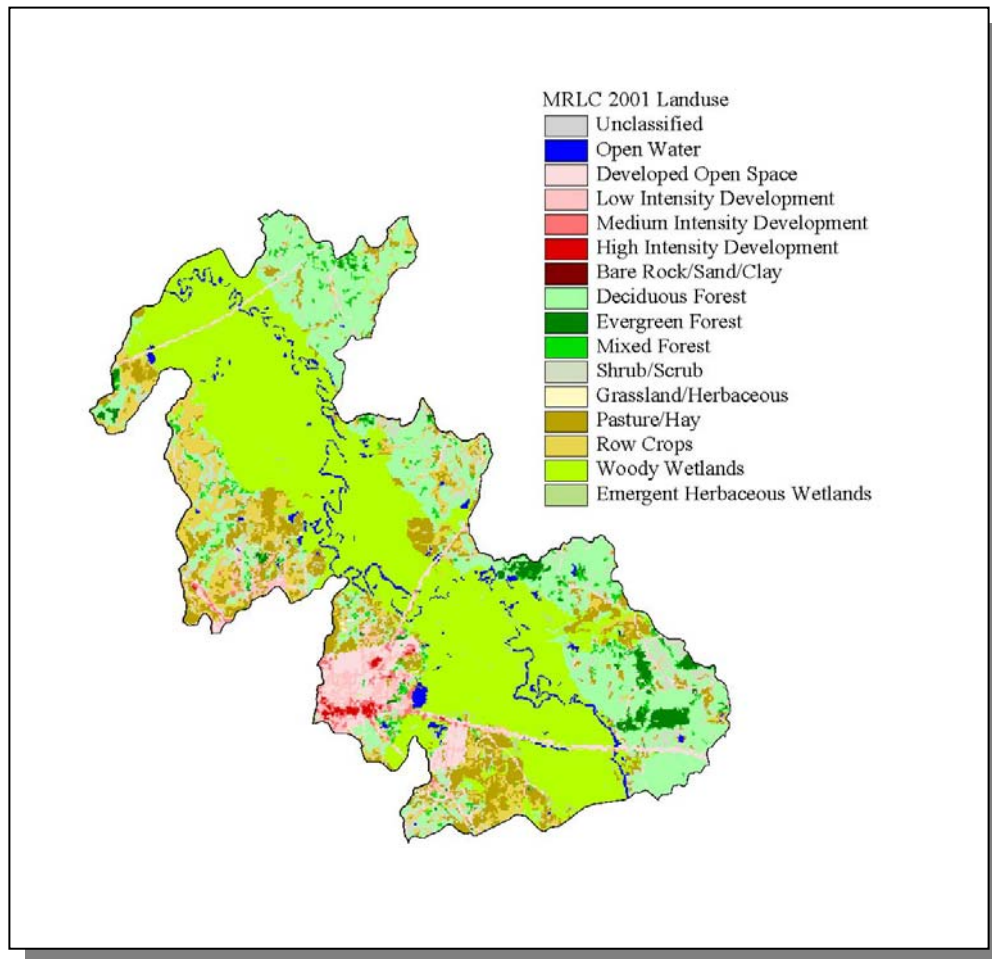 MRLC 2001 Landuse
Unclassified
Open Water
Developed Open Space
Low Intensity Development
Medium Intensity Development
High Intensity Development
Bare Rock/Sand/Clay
Deciduous Forest
Evergreen Forest
Mixed Forest
Shrub/Scrub
Grassland/Herbaceous
Pasture/Hay
Row Crops
Woody Wetlands
Emergent Herbaceous Wetlands